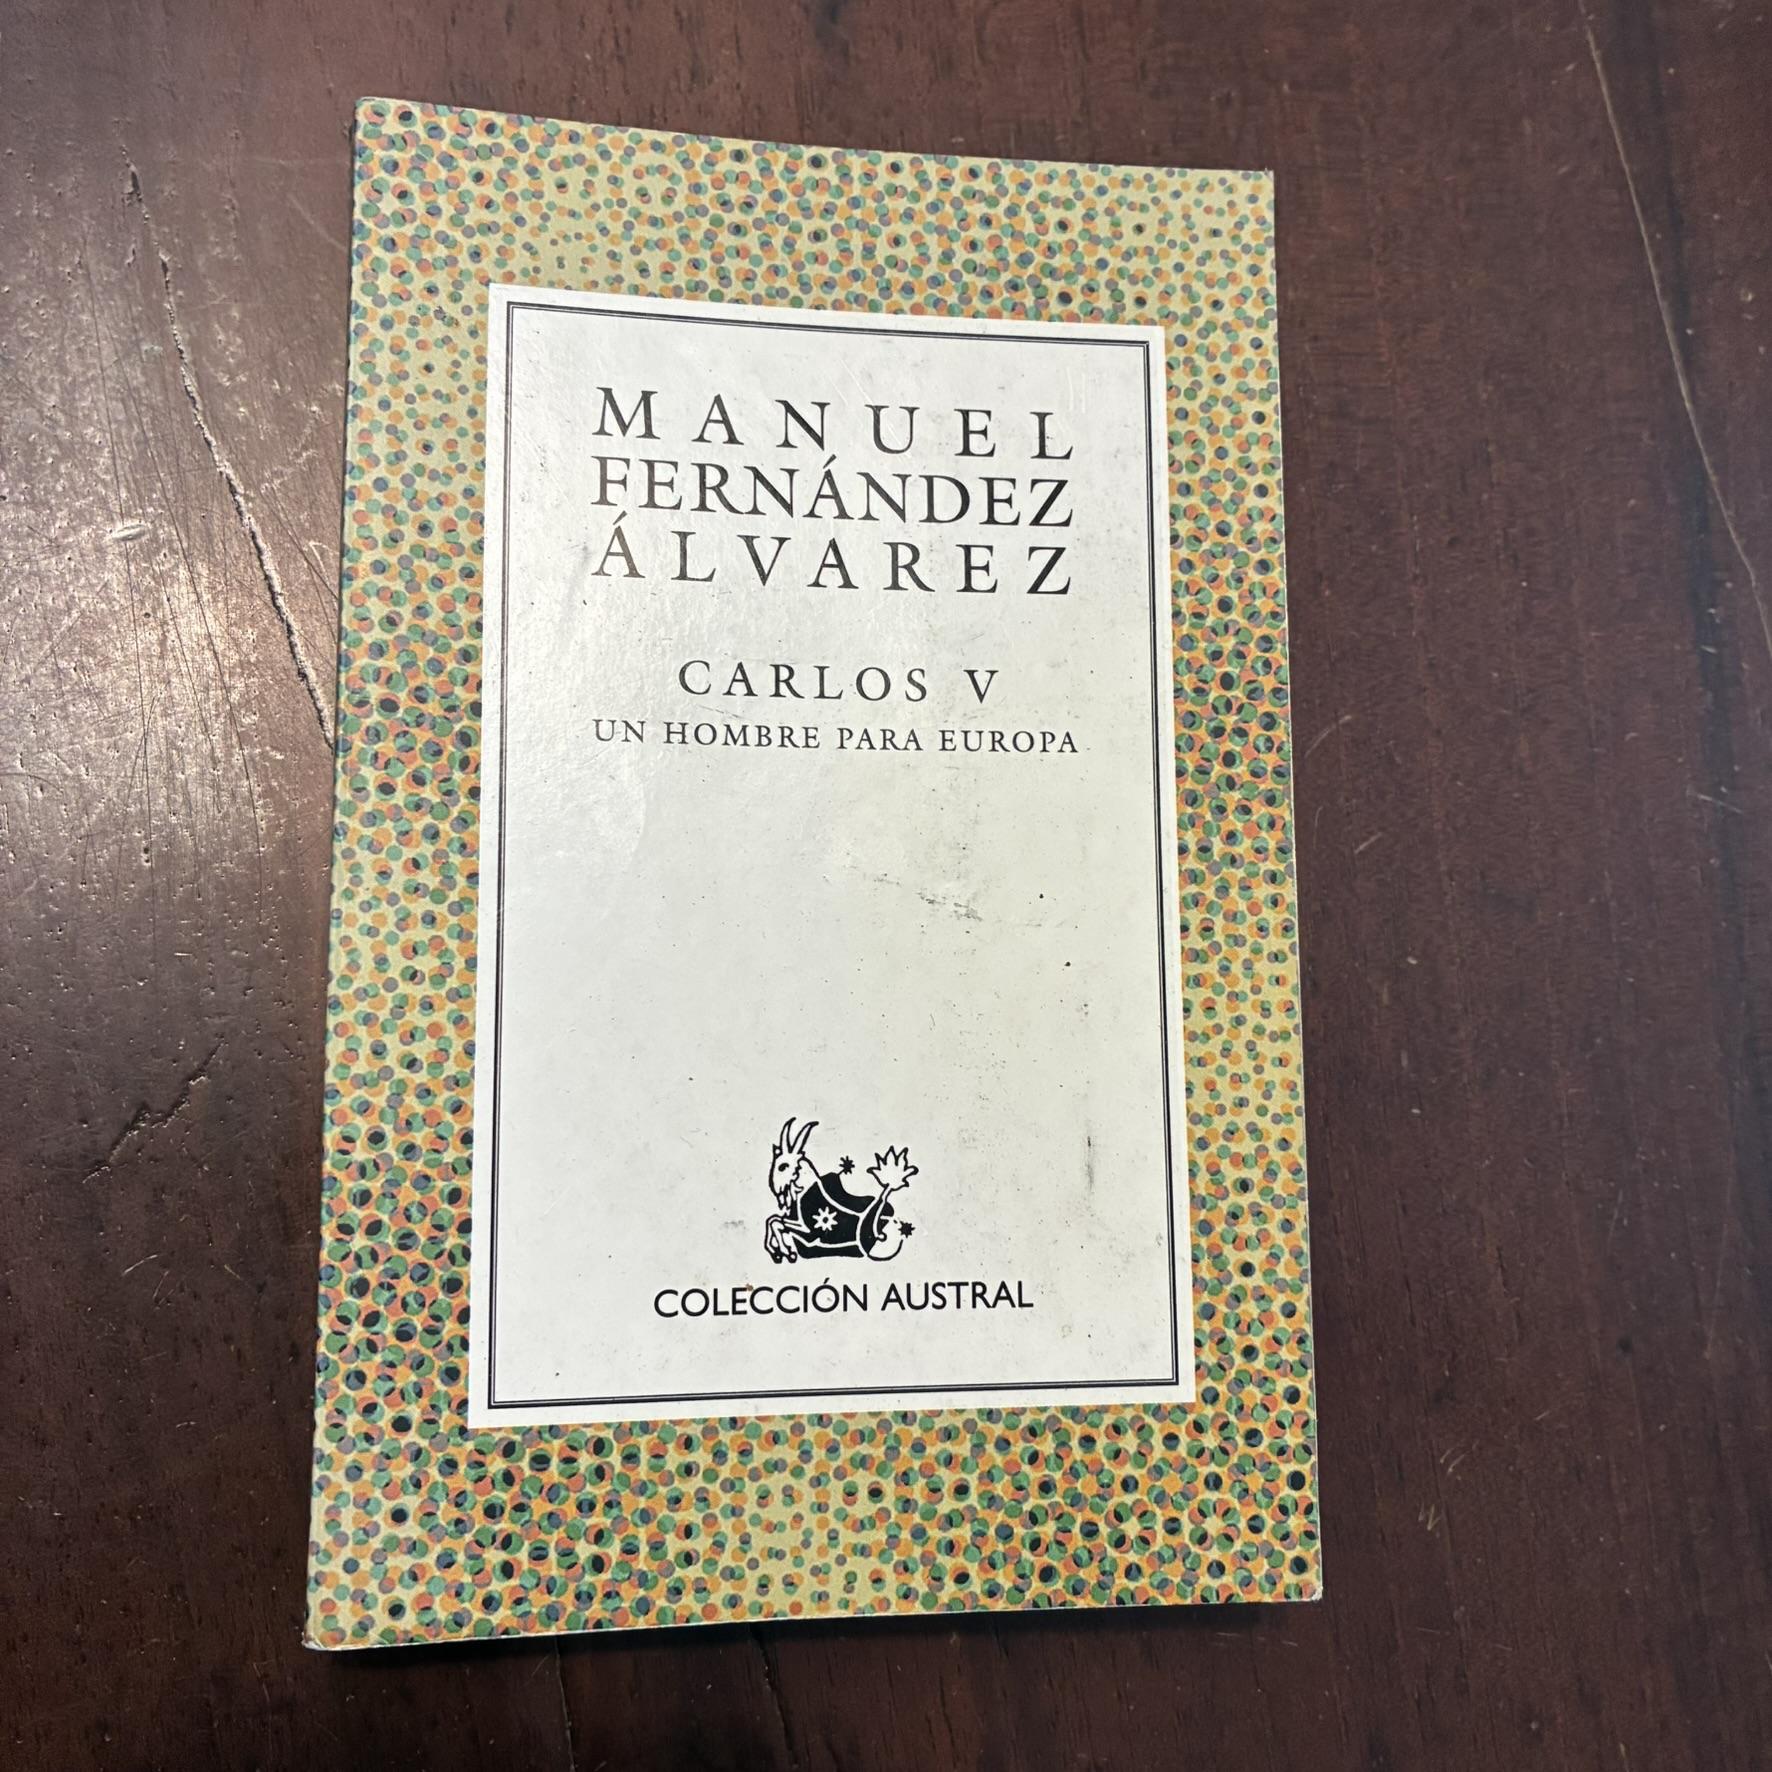 MANUEL
FERNÁNDEZ
ÁLVAREZ
CARLOS V
UN HOMBRE PARA EUROPA
COLECCIÓN AUSTRAL